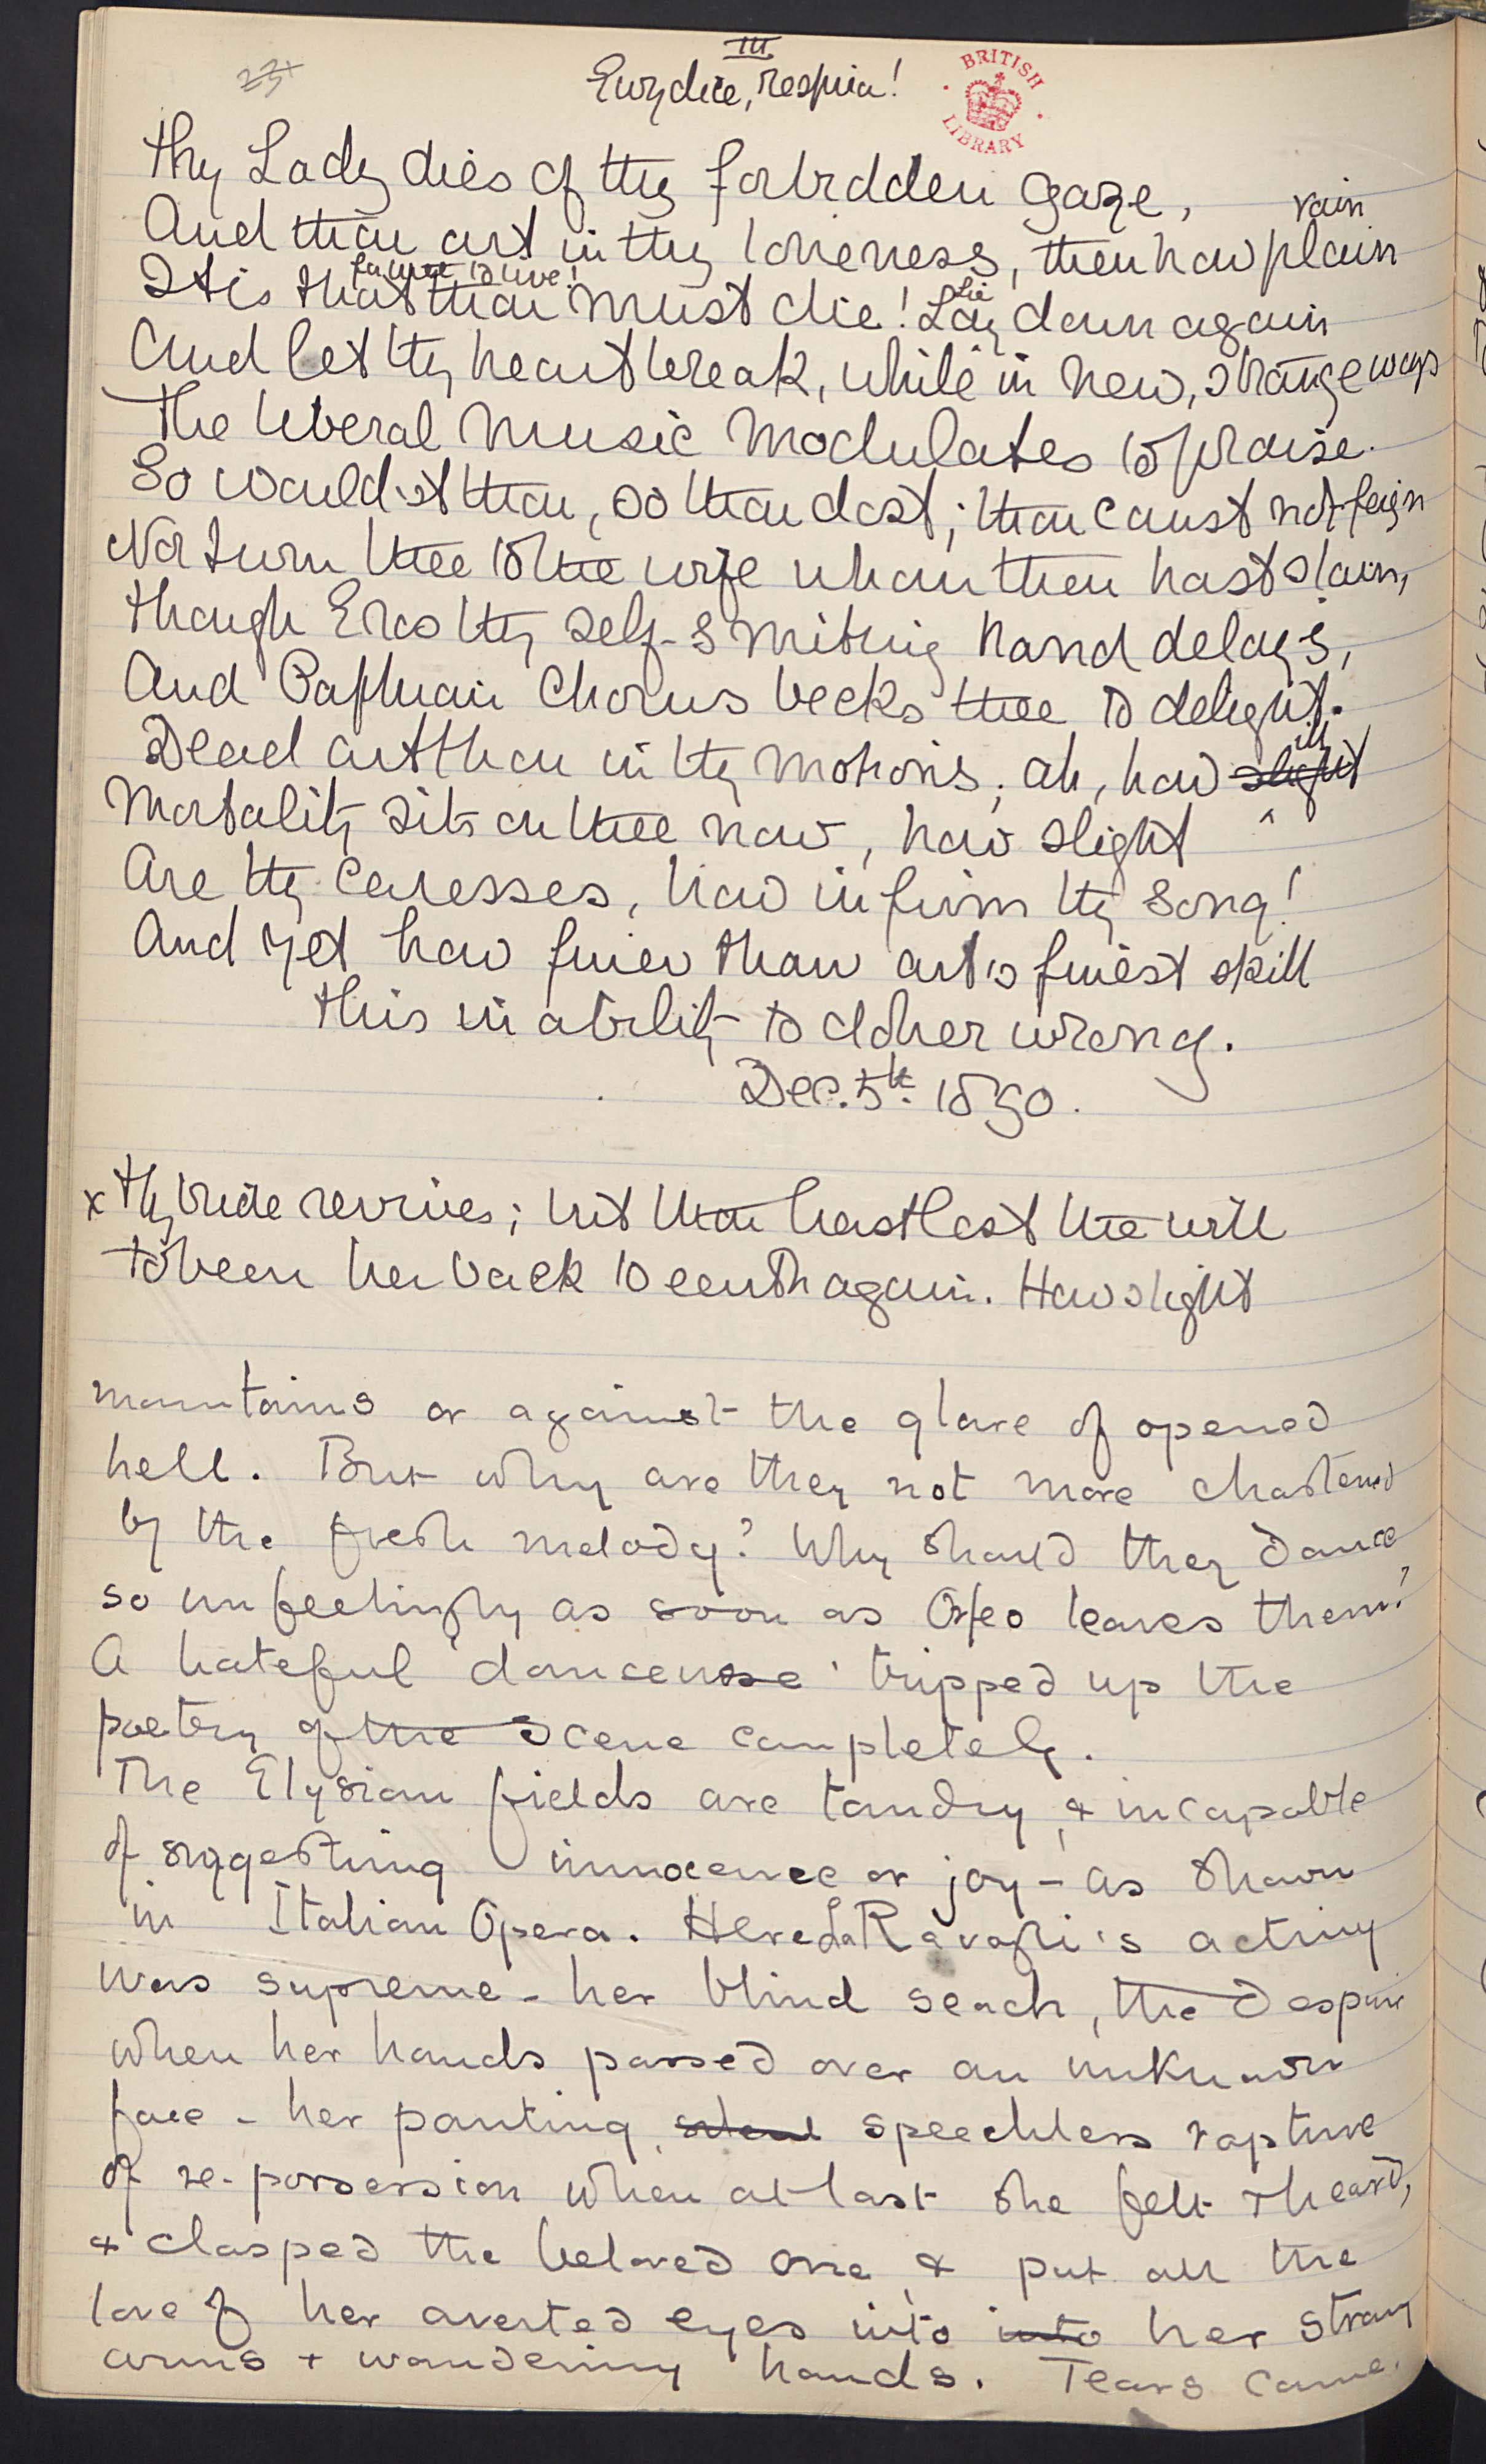 III
Eurydice, respira!
BRITISH
LIBRARY
Thy Lady dies of thy forbidden gaze,
rain
And thou art in thy loneness, then how plain
to live!
It is that thou must die! Lay down again
Lie
And let thy heart break, while in new, strange ways
The liberal music modulates to praise.
So wouldst thou, so thou dost; thou canst not feign
Nor turn thee to the wife whom thou hast slain,
Though Eros thy self-smiting hand delays,
And Paphian Chorus becks thee to delight.
Dead art thou in thy motions; ah, how slight
ill
Mortality sits on thee now, how slight
Are thy caresses, how infirm thy song!
And yet how finer than art's finest skill
This inability to do her wrong.
Dec. 5th. 1890.
x Thy bride revives; but thou hast lost the will
To bear her back to earth again. How slight
mountains or against the glare of opened
hell. But why are they not more chastened
by the fresh melody? Why should they dance
so unfeelingly as soon as Orfeo leaves them?
A hateful 'danceuse' tripped up the
poetry of the scene completely.
The Elysian fields are tawdry, & incapable
of suggesting innocence or joy - as shown
in Italian Opera. Here La Ravogli's acting
was supreme - her blind seach, the despair
when her hands passed over an unknown
face - her panting, silent speechless rapture
of re-possession when at last she felt & heard,
& clasped the beloved one, & put all the
love of her averted eyes into into her strong
arms & wandering hands. Tears came.